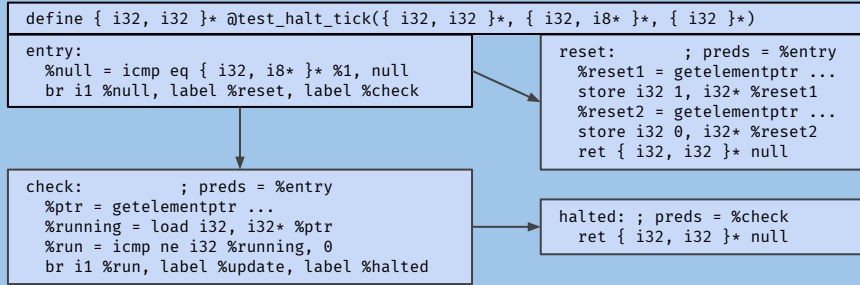 define { i32, i32 }* @test_halt_tick({ i32, i32 }*, { i32, i8* }*, { i32 }*)
entry:
%null = icmp eq { i32, i8* }* %1, null
br i1 %null, label %reset, label %check
reset: ; preds = %entry
%reset1 = getelementptr ...
store i32 1, i32* %reset1
%reset2 = getelementptr ...
store i32 0, i32* %reset2
ret { i32, i32 }* null
check: ; preds = %entry
%ptr = getelementptr ...
%running = load i32, i32* %ptr
%run = icmp ne i32 %running, 0
br i1 %run, label %update, label %halted
halted: ; preds = %check
ret { i32, i32 }* null